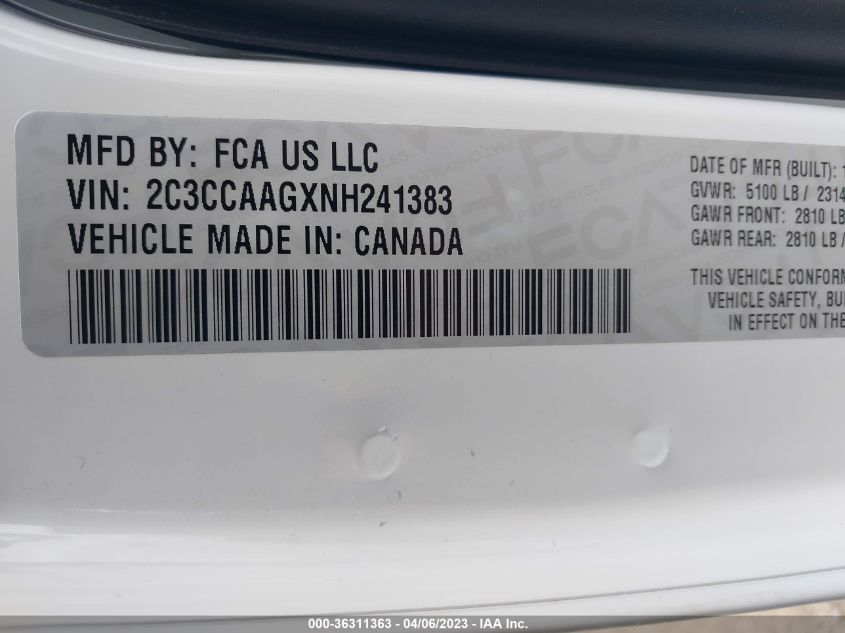 MFD BY: FCA US LLC
VIN: 2C3CCAAGXNH241383
VEHICLE MADE IN: CANADA
DATE OF MFR (BUILT): 1
GVWR: 5100 LB / 2314
GAWR FRONT: 2810 LB
GAWR REAR: 2810 LB /
THIS VEHICLE CONFORM
VEHICLE SAFETY, BU
IN EFFECT ON THE
000-36311363 - 04/06/2023 - IAA Inc.